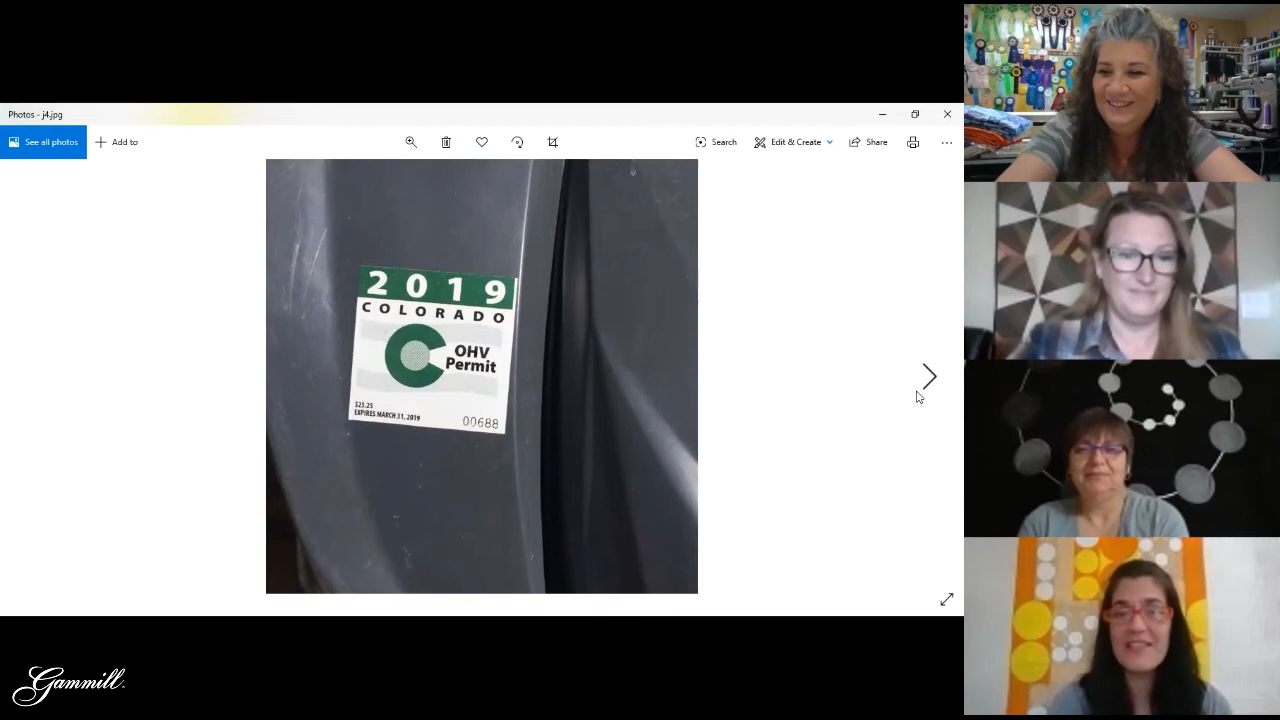 Photos - j4.jpg
See all photos
Add to
Search
Edit & Create
Share
2019
COLORADO
OHV
Permit
$25.25
EXPIRES MARCH 31, 2019
00688
Gammill